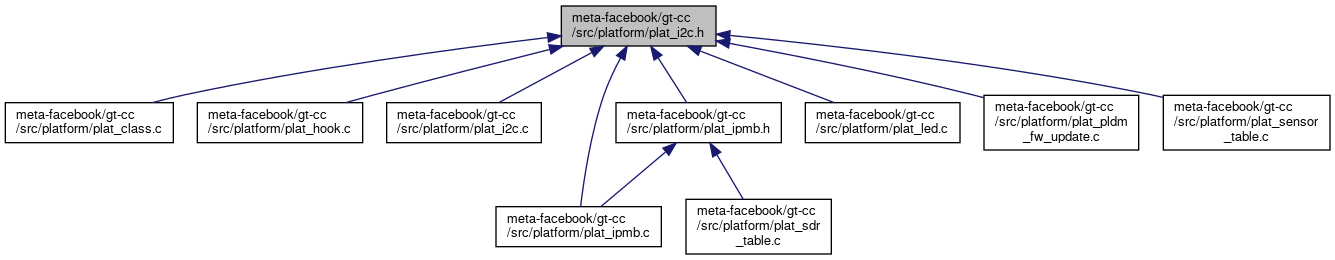 meta-facebook/gt-cc
/src/platform/plat_i2c.h
meta-facebook/gt-cc
/src/platform/plat_class.c
meta-facebook/gt-cc
/src/platform/plat_hook.c
meta-facebook/gt-cc
/src/platform/plat_i2c.c
meta-facebook/gt-cc
/src/platform/plat_ipmb.h
meta-facebook/gt-cc
/src/platform/plat_led.c
meta-facebook/gt-cc
/src/platform/plat_pldm
_fw_update.c
meta-facebook/gt-cc
/src/platform/plat_sensor
_table.c
meta-facebook/gt-cc
/src/platform/plat_ipmb.c
meta-facebook/gt-cc
/src/platform/plat_sdr
_table.c